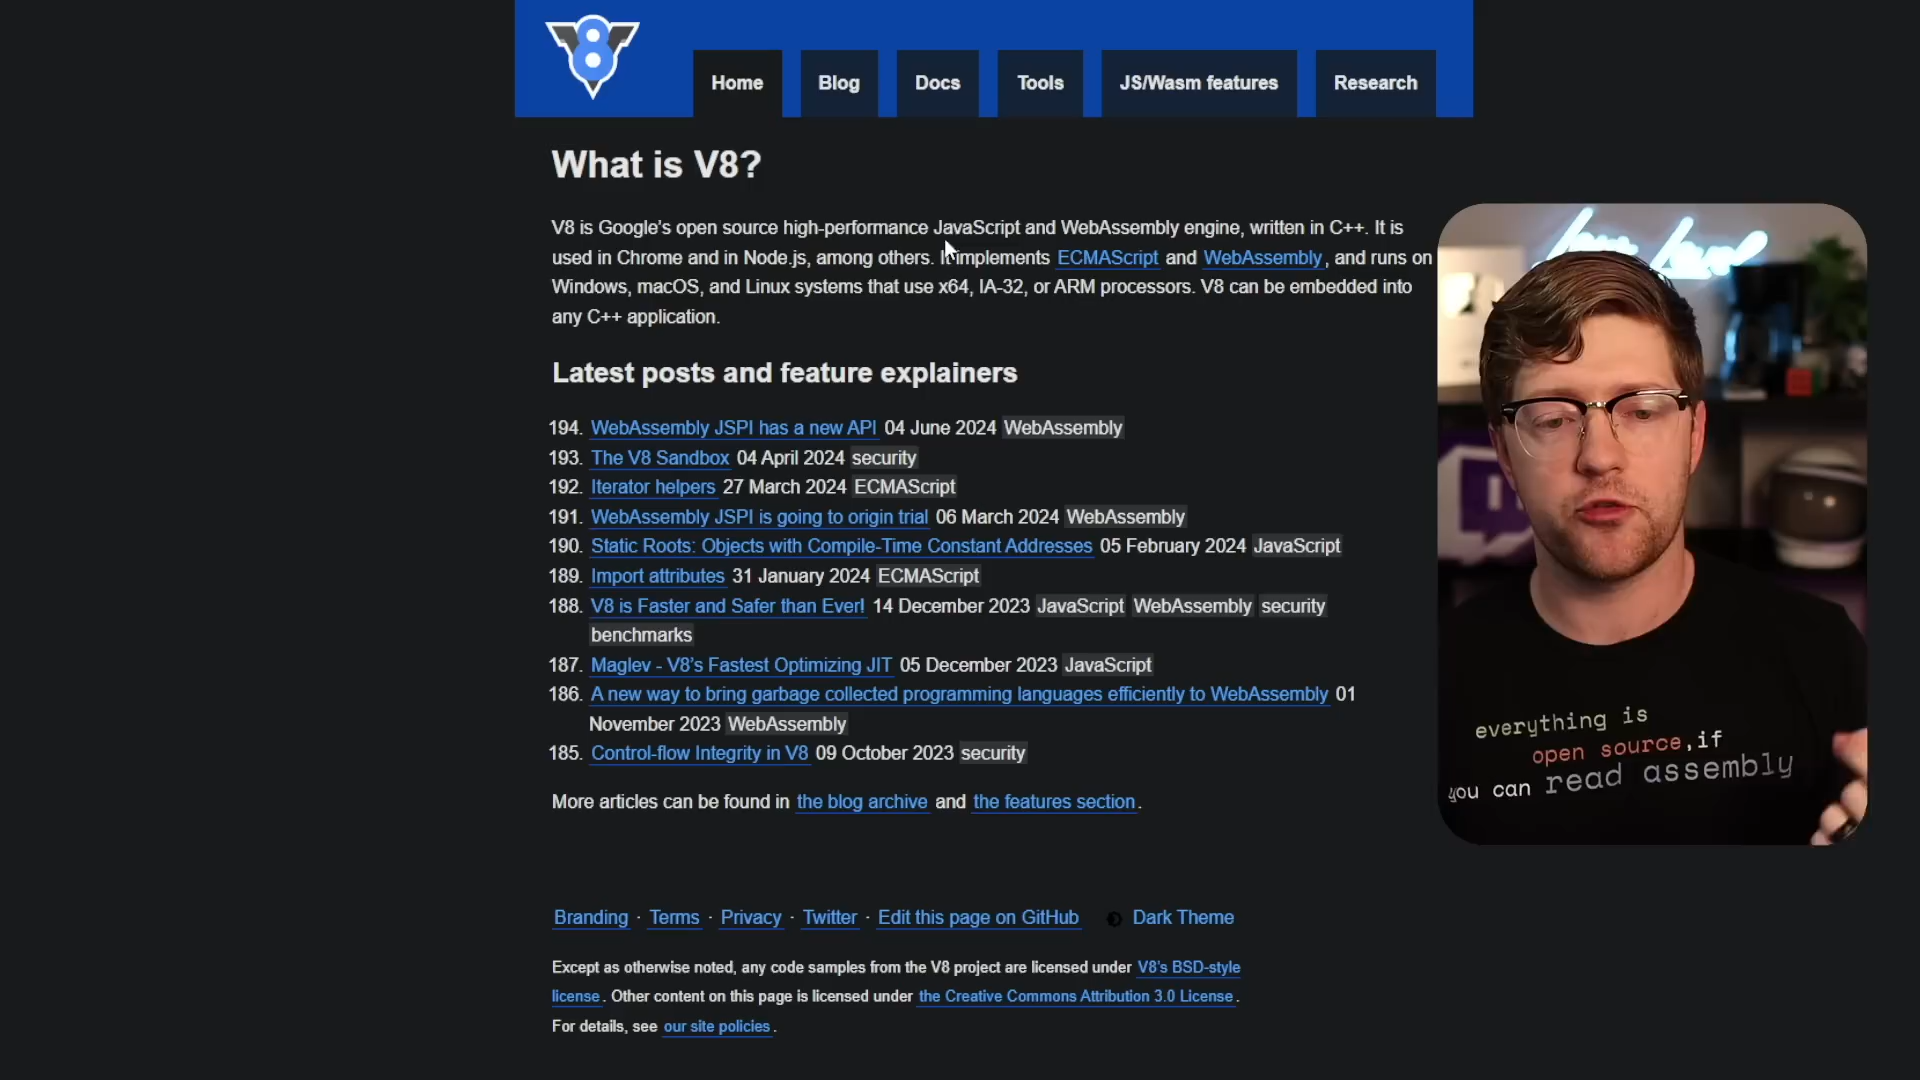 Home
Blog
Docs
Tools
JS/Wasm features
Research
What is V8?
V8 is Google's open source high-performance JavaScript and WebAssembly engine, written in C++. It is
used in Chrome and in Node.js, among others. It implements ECMAScript and WebAssembly, and runs on
Windows, macOS, and Linux systems that use x64, IA-32, or ARM processors. V8 can be embedded into
any C++ application.
Latest posts and feature explainers
194. WebAssembly JSPI has a new API 04 June 2024 WebAssembly
193. The V8 Sandbox 04 April 2024 security
192. Iterator helpers 27 March 2024 ECMAScript
191. WebAssembly JSPI is going to origin trial 06 March 2024 WebAssembly
190. Static Roots: Objects with Compile-Time Constant Addresses 05 February 2024 JavaScript
189. Import attributes 31 January 2024 ECMAScript
188. V8 is Faster and Safer than Ever! 14 December 2023 JavaScript WebAssembly security
benchmarks
187. Maglev - V8's Fastest Optimizing JIT 05 December 2023 JavaScript
186. A new way to bring garbage collected programming languages efficiently to WebAssembly 01
November 2023 WebAssembly
185. Control-flow Integrity in V8 09 October 2023 security
More articles can be found in the blog archive and the features section.
Branding · Terms · Privacy · Twitter · Edit this page on GitHub Dark Theme
Except as otherwise noted, any code samples from the V8 project are licensed under V8's BSD-style
license. Other content on this page is licensed under the Creative Commons Attribution 3.0 License.
For details, see our site policies.
low level
everything is
open source,if
you can read assembly